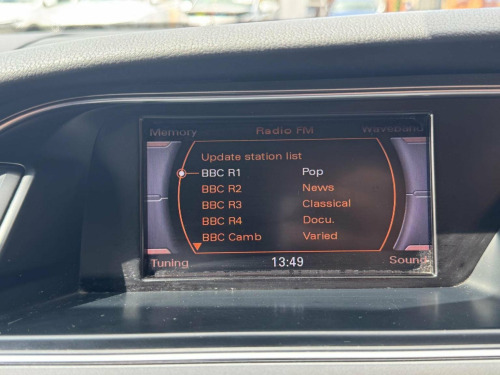 Memory Radio FM Waveband
Update station list
BBC R1 Pop
BBC R2 News
BBC R3 Classical
BBC R4 Docu.
BBC Camb Varied
Tuning 13:49 Sound